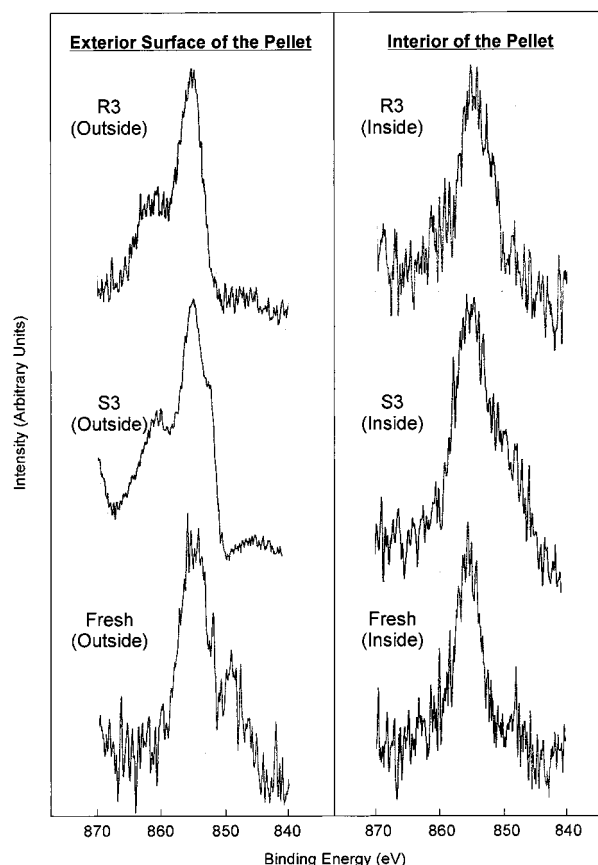 Exterior Surface of the Pellet
Interior of the Pellet
R3
(Outside)
R3
(Inside)
S3
(Outside)
S3
(Inside)
Fresh
(Outside)
Fresh
(Inside)
Intensity (Arbitrary Units)
870 860 850 840
870 860 850 840
Binding Energy (eV)